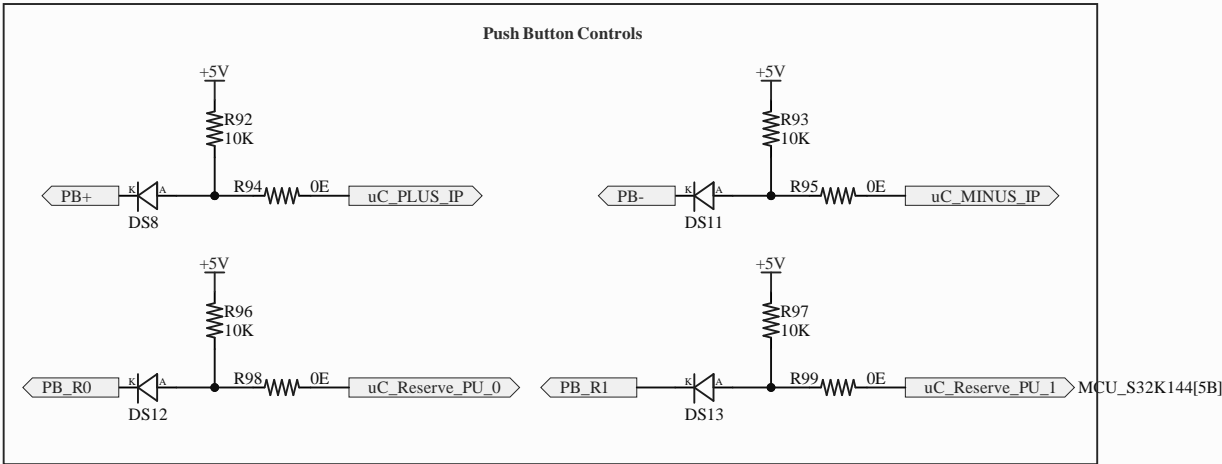 Push Button Controls
+5V
R92
10K
PB+ K A R94 0E uC_PLUS_IP
DS8
+5V
R93
10K
PB- K A R95 0E uC_MINUS_IP
DS11
+5V
R96
10K
PB_R0 K A R98 0E uC_Reserve_PU_0
DS12
+5V
R97
10K
PB_R1 K A R99 0E uC_Reserve_PU_1 MCU_S32K144[5B]
DS13